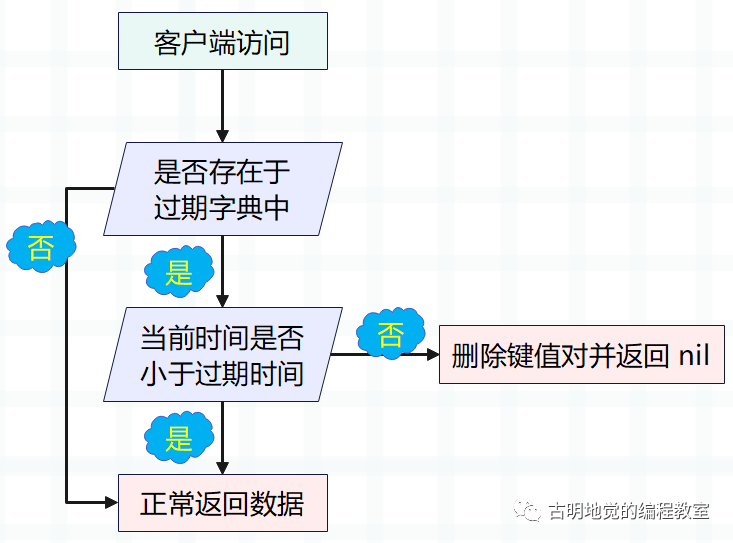 客户端访问
是否存在于
过期字典中
否
是
当前时间是否
小于过期时间
否
删除键值对并返回 nil
是
正常返回数据
古明地觉的编程教室